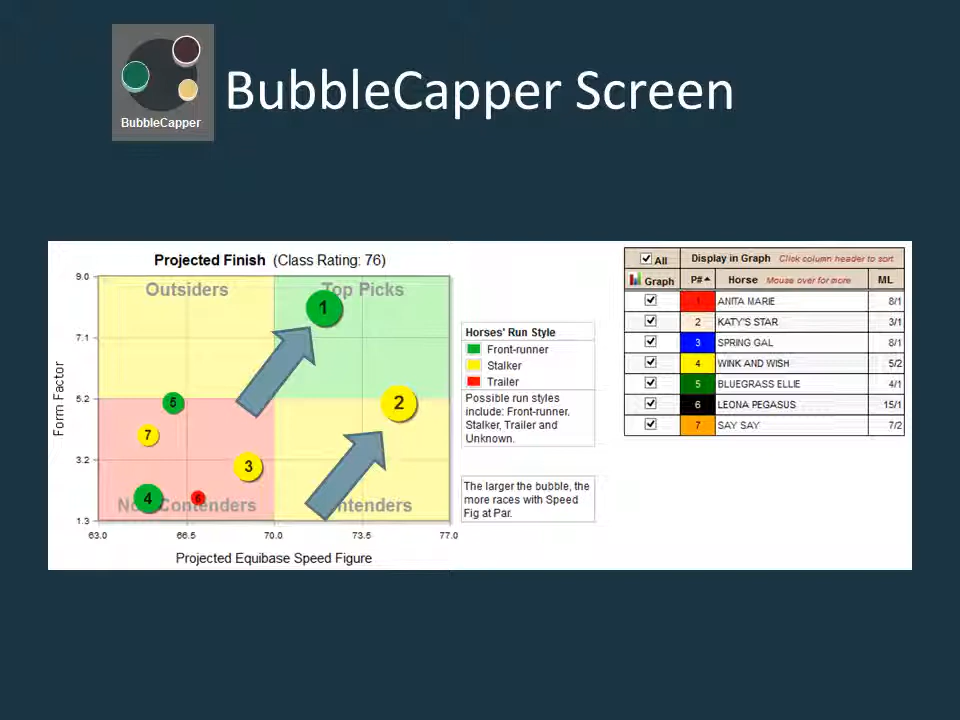 BubbleCapper
BubbleCapper Screen
Projected Finish (Class Rating: 76)
9.0
7.1
5.2
3.2
1.3
Form Factor
Outsiders
Top Picks
1
5
2
7
3
4
6
Contenders
63.0 66.5 70.0 73.5 77.0
Projected Equibase Speed Figure
Horses' Run Style
Front-runner
Stalker
Trailer
Possible run styles
include: Front-runner,
Stalker, Trailer and
Unknown.
The larger the bubble, the
more races with Speed
Fig at Par.
All Display in Graph Click column header to sort
Graph P# Horse Mouse over for more ML
1 ANITA MARIE 8/1
2 KATY'S STAR 3/1
3 SPRING GAL 8/1
4 WINK AND WISH 5/2
5 BLUEGRASS ELLIE 4/1
6 LEONA PEGASUS 15/1
7 SAY SAY 7/2